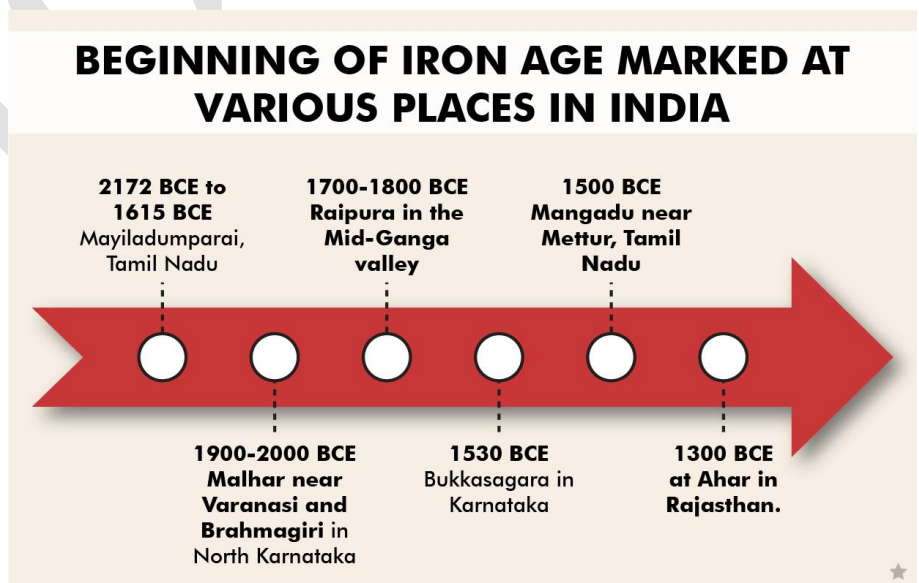 BEGINNING OF IRON AGE MARKED AT
VARIOUS PLACES IN INDIA
2172 BCE to
1615 BCE
Mayiladumparai,
Tamil Nadu
1700-1800 BCE
Raipura in the
Mid-Ganga
valley
1500 BCE
Mangadu near
Mettur, Tamil
Nadu
1900-2000 BCE
Malhar near
Varanasi and
Brahmagiri in
North Karnataka
1530 BCE
Bukkasagara in
Karnataka
1300 BCE
at Ahar in
Rajasthan.